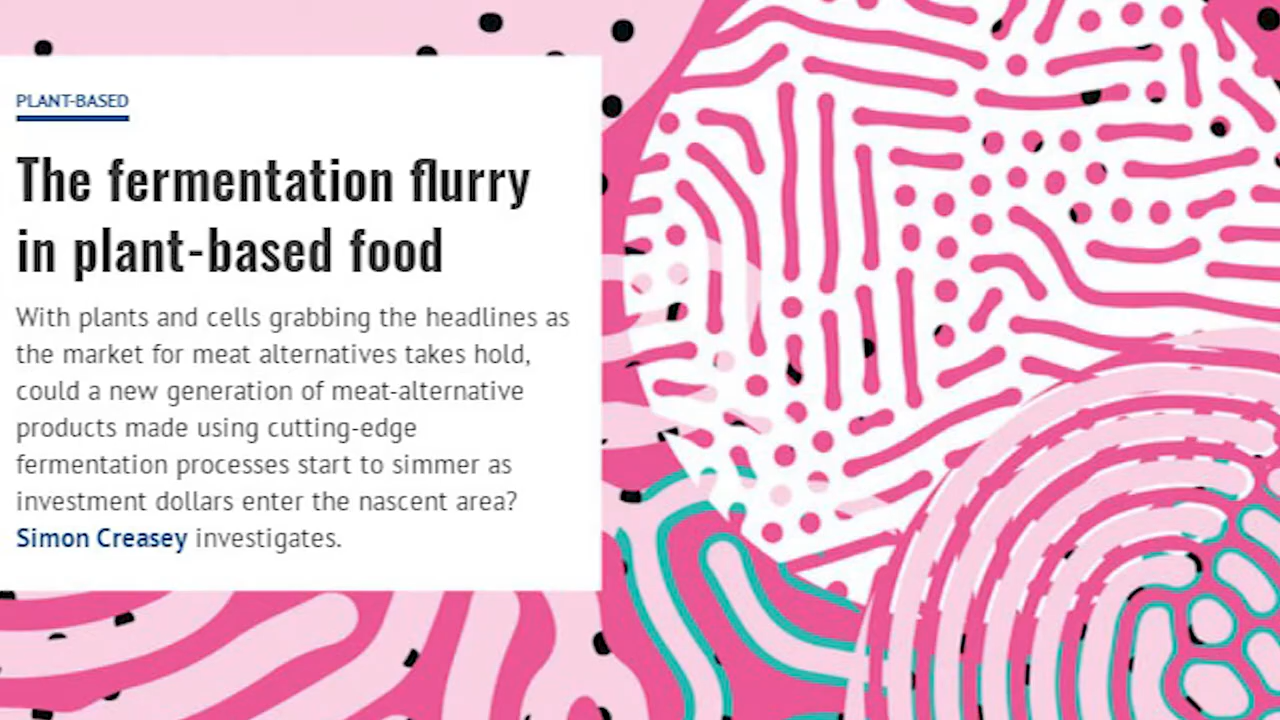 PLANT-BASED
The fermentation flurry
in plant-based food
With plants and cells grabbing the headlines as
the market for meat alternatives takes hold,
could a new generation of meat-alternative
products made using cutting-edge
fermentation processes start to simmer as
investment dollars enter the nascent area?
Simon Creasey investigates.